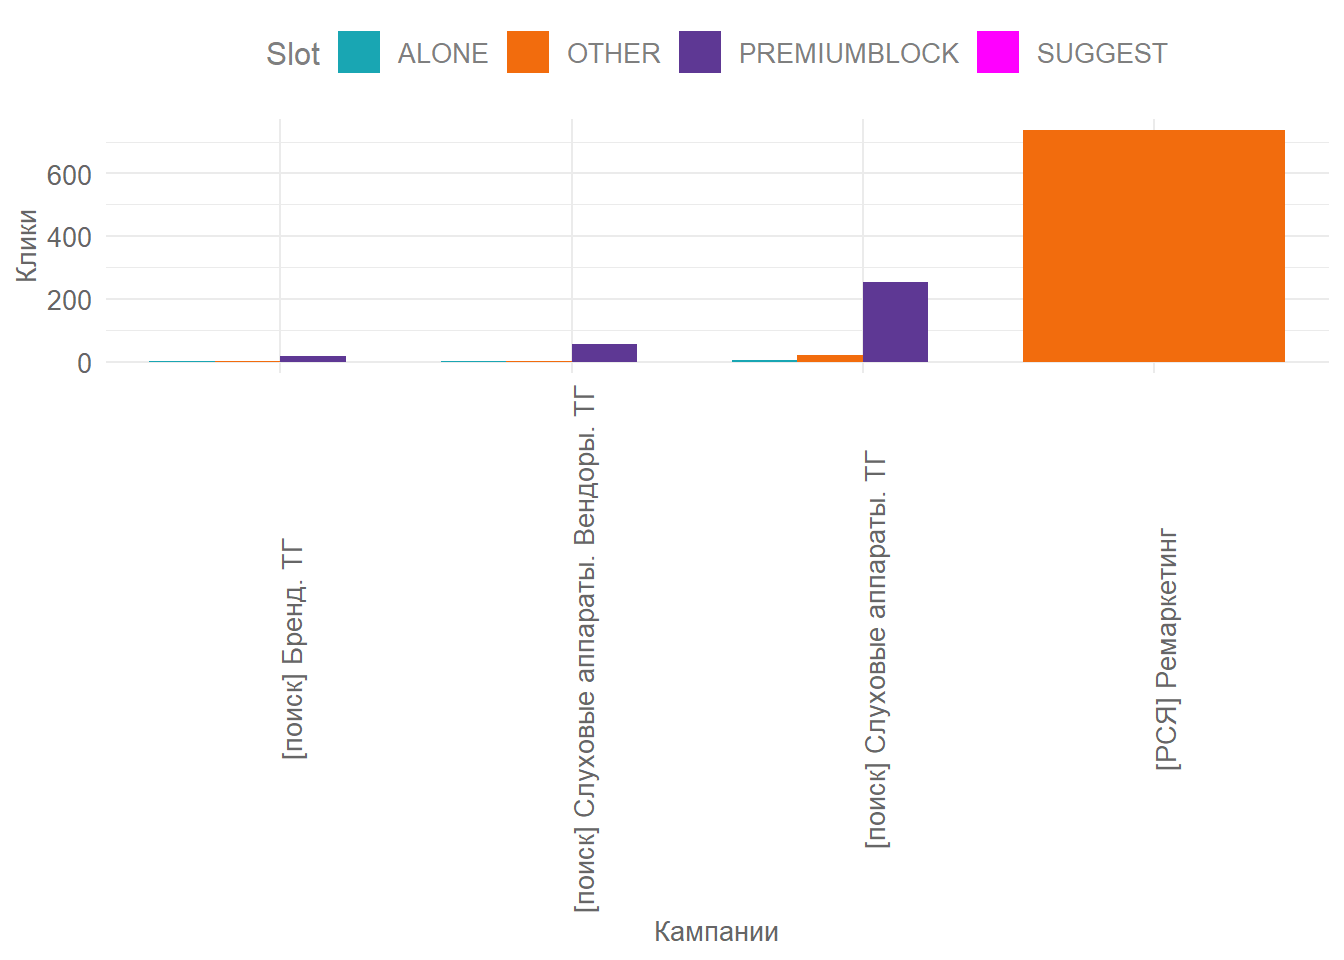 Slot ALONE OTHER PREMIUMBLOCK SUGGEST
Клики
600
400
200
0
[поиск] Бренд. ТГ
[поиск] Слуховые аппараты. Вендоры. ТГ
[поиск] Слуховые аппараты. ТГ
[РСЯ] Ремаркетинг
Кампании